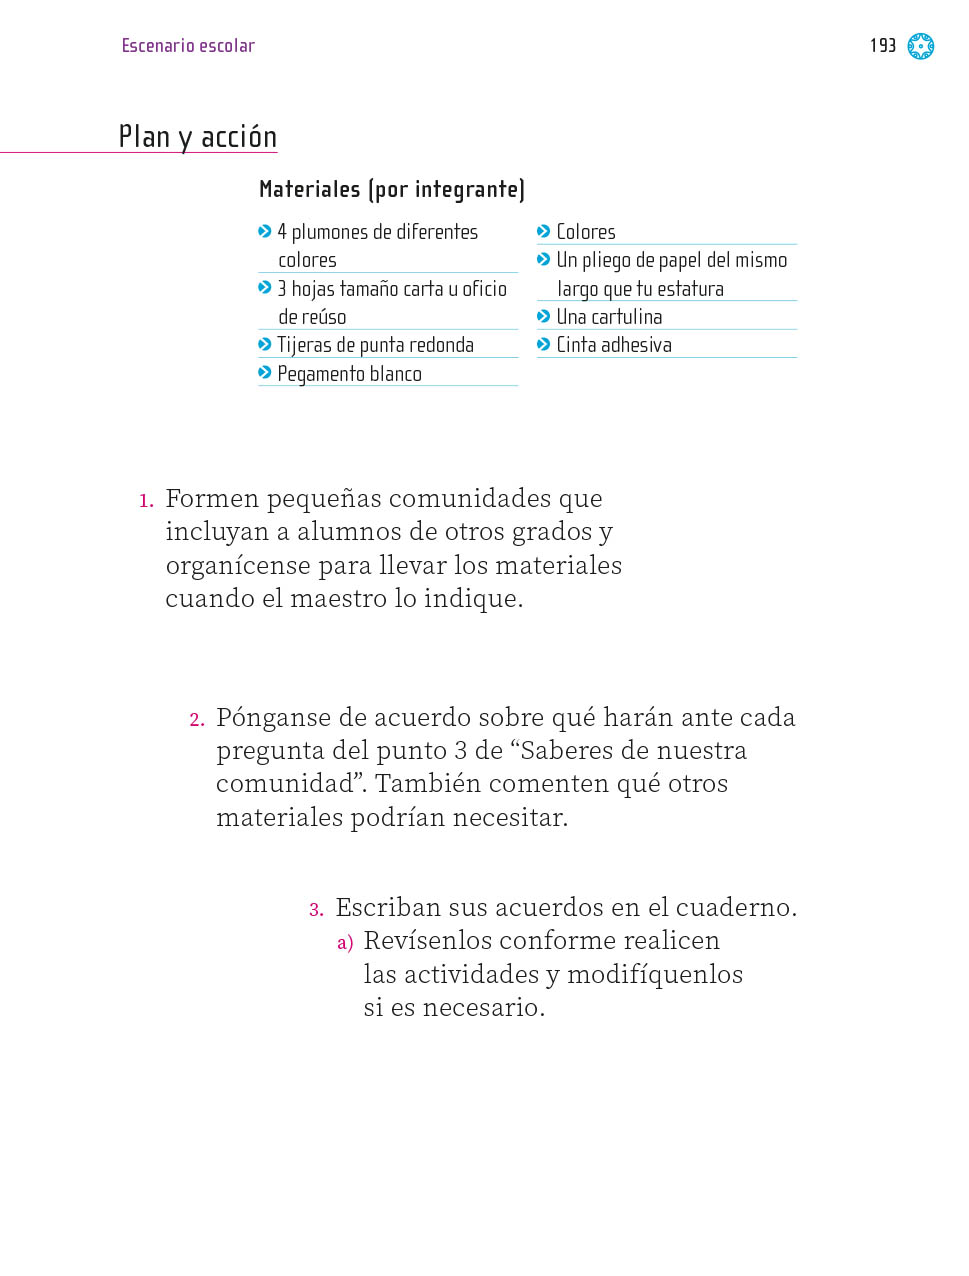 Escenario escolar
193
Plan y acción
Materiales (por integrante)
4 plumones de diferentes
colores
3 hojas tamaño carta u oficio
de reúso
Tijeras de punta redonda
Pegamento blanco
Colores
Un pliego de papel del mismo
largo que tu estatura
Una cartulina
Cinta adhesiva
1. Formen pequeñas comunidades que
incluyan a alumnos de otros grados y
organícense para llevar los materiales
cuando el maestro lo indique.
2. Pónganse de acuerdo sobre qué harán ante cada
pregunta del punto 3 de “Saberes de nuestra
comunidad”. También comenten qué otros
materiales podrían necesitar.
3. Escriban sus acuerdos en el cuaderno.
a) Revísenlos conforme realicen
las actividades y modifíquenlos
si es necesario.